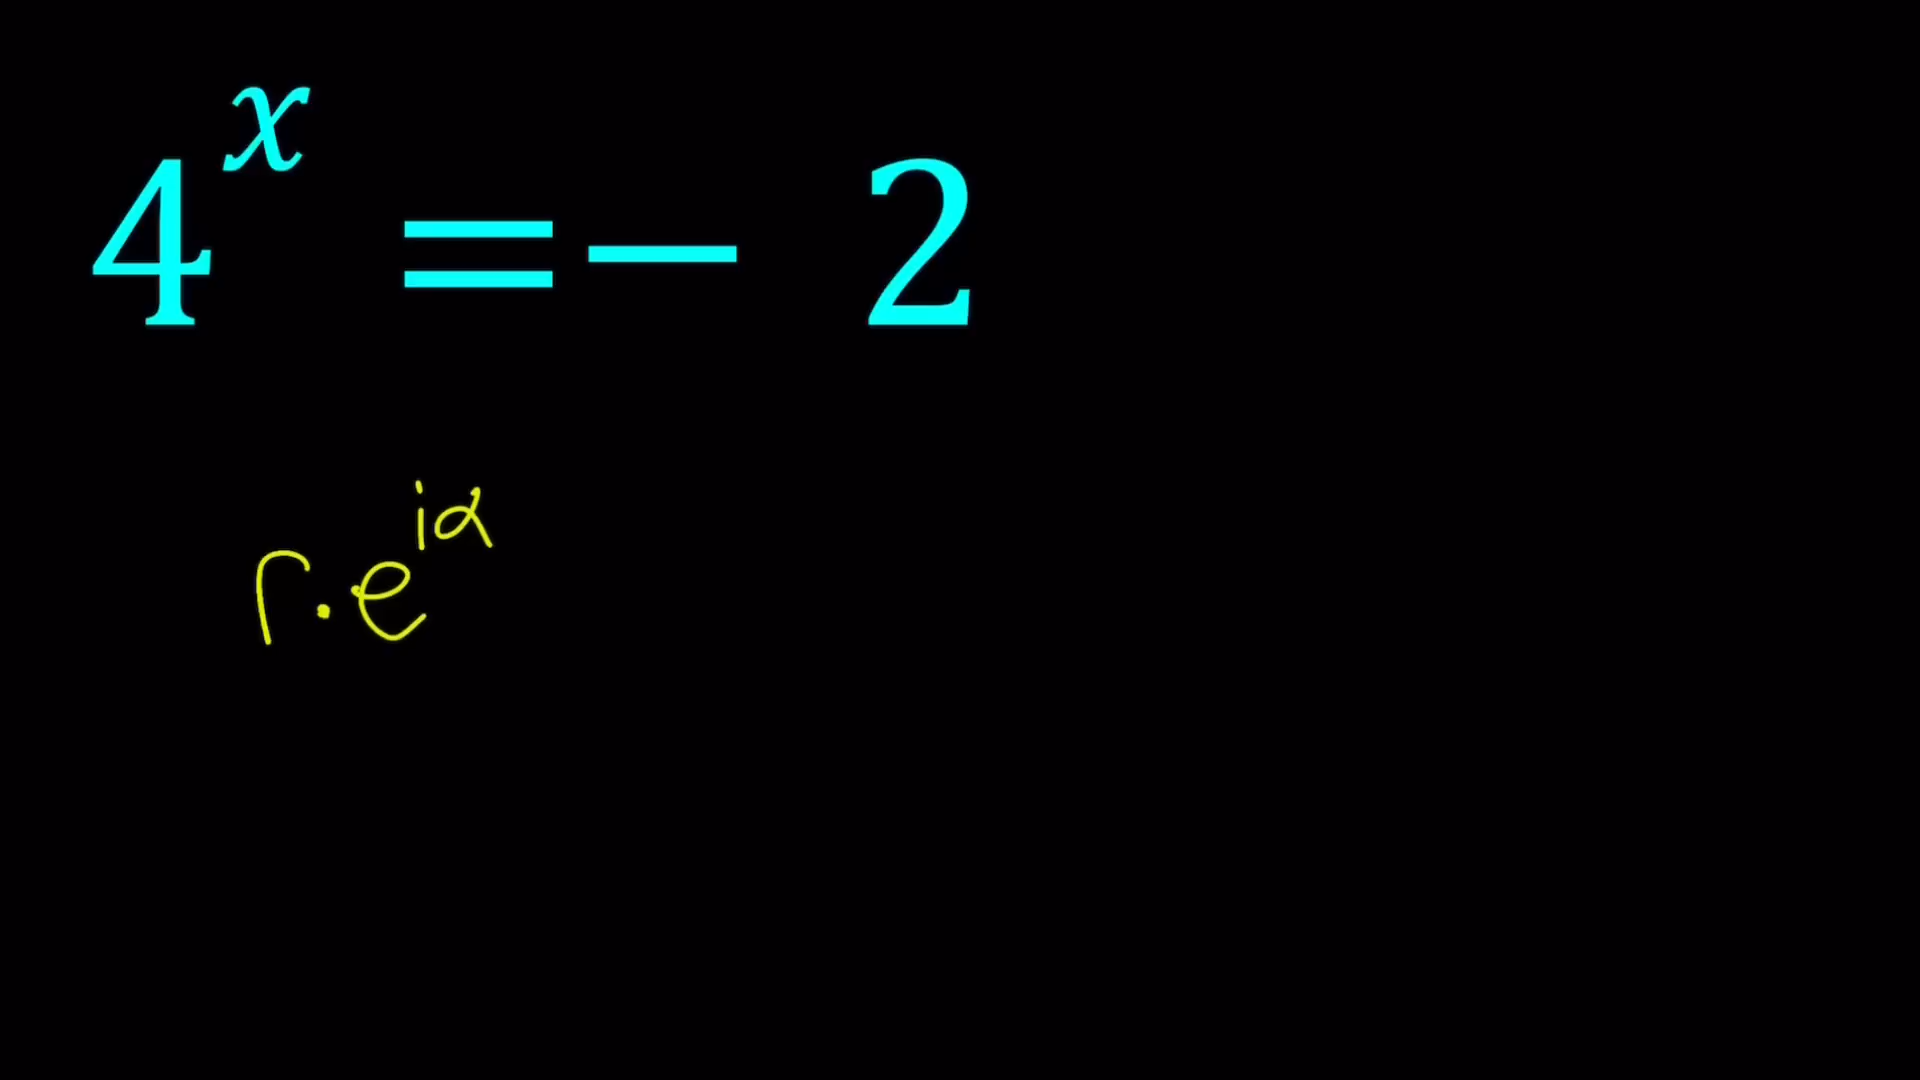 4^x = - 2
r·e^{iα}